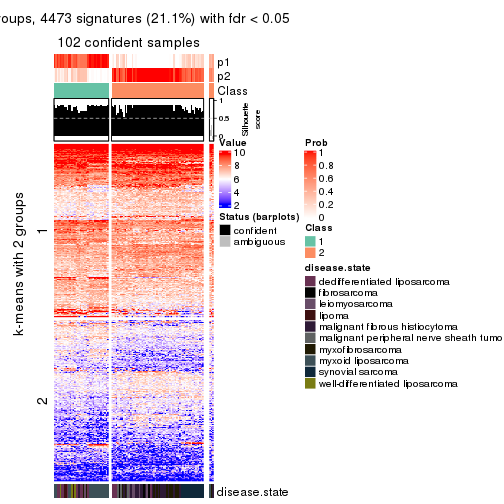 roups, 4473 signatures (21.1%) with fdr < 0.05
102 confident samples
p1
p2
Class
1
0.5
0
Silhouette
score
k-means with 2 groups
1
2
Value
10
8
6
4
2
Status (barplots)
confident
ambiguous
Prob
1
0.8
0.6
0.4
0.2
0
Class
1
2
disease.state
dedifferentiated liposarcoma
fibrosarcoma
leiomyosarcoma
lipoma
malignant fibrous histiocytoma
malignant peripheral nerve sheath tumo
myxofibrosarcoma
myxoid liposarcoma
synovial sarcoma
well-differentiated liposarcoma
disease.state